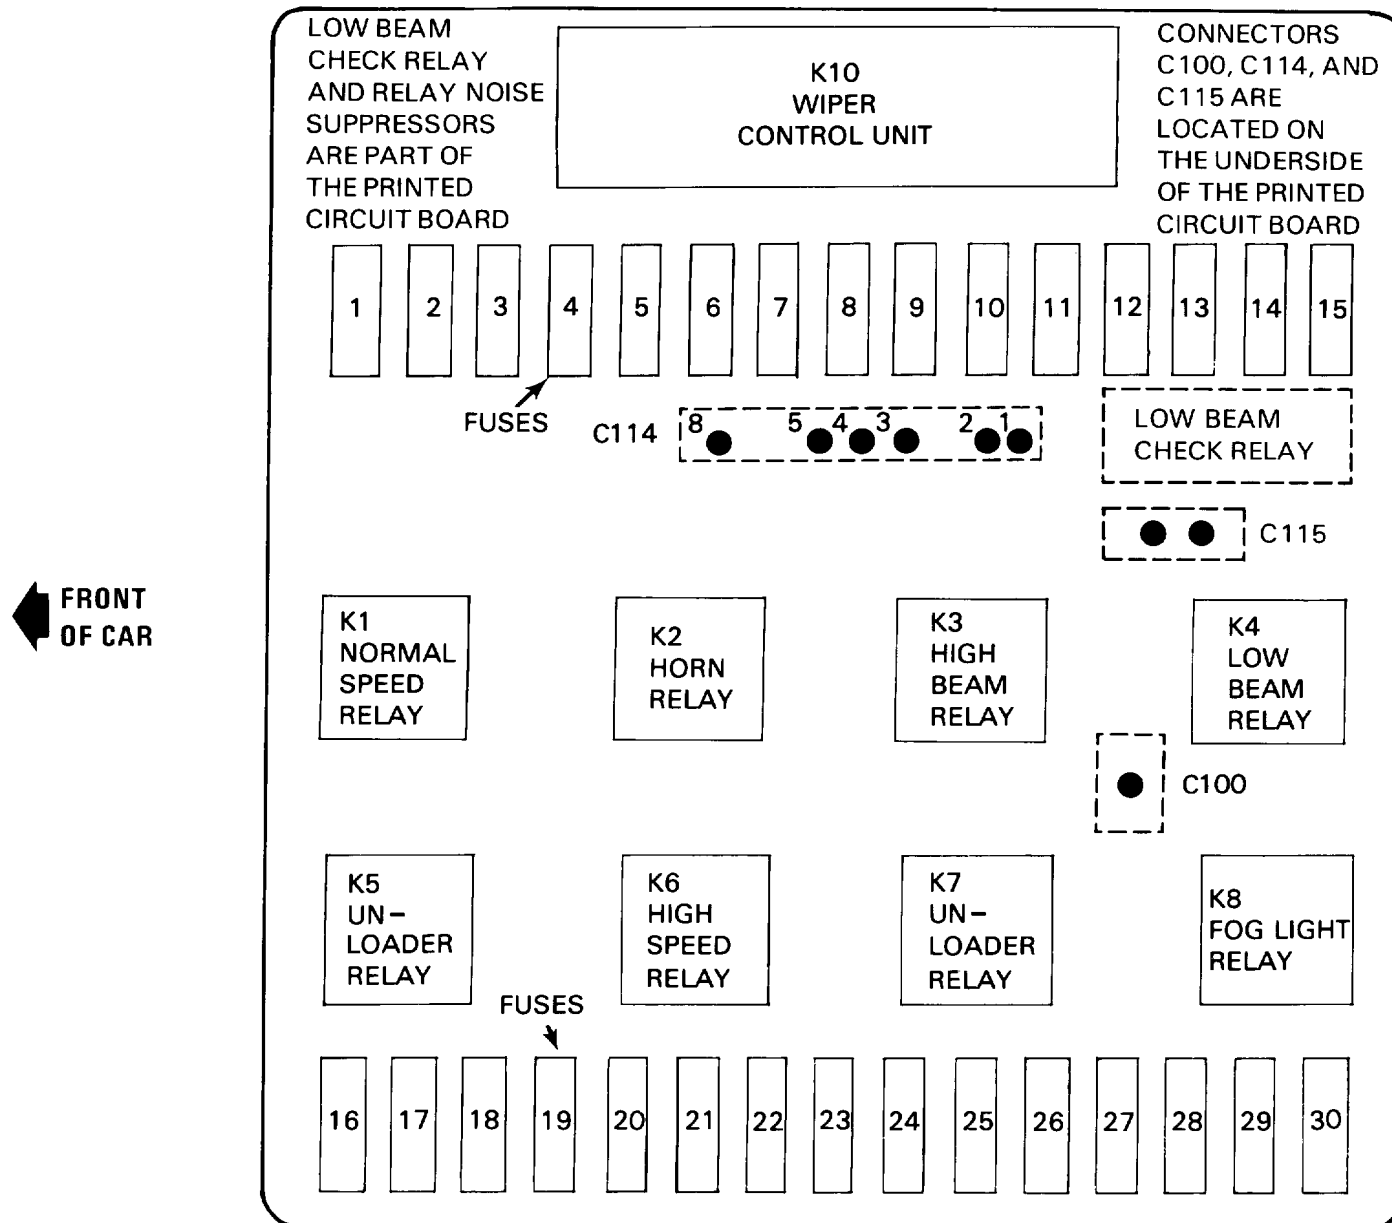 LOW BEAM
CHECK RELAY
AND RELAY NOISE
SUPPRESSORS
ARE PART OF
THE PRINTED
CIRCUIT BOARD
K10
WIPER
CONTROL UNIT
CONNECTORS
C100, C114, AND
C115 ARE
LOCATED ON
THE UNDERSIDE
OF THE PRINTED
CIRCUIT BOARD
1 2 3 4 5 6 7 8 9 10 11 12 13 14 15
FUSES
C114
8 5 4 3 2 1
LOW BEAM
CHECK RELAY
C115
FRONT
OF CAR
K1
NORMAL
SPEED
RELAY
K2
HORN
RELAY
K3
HIGH
BEAM
RELAY
K4
LOW
BEAM
RELAY
C100
K5
UN-
LOADER
RELAY
K6
HIGH
SPEED
RELAY
K7
UN-
LOADER
RELAY
K8
FOG LIGHT
RELAY
FUSES
16 17 18 19 20 21 22 23 24 25 26 27 28 29 30